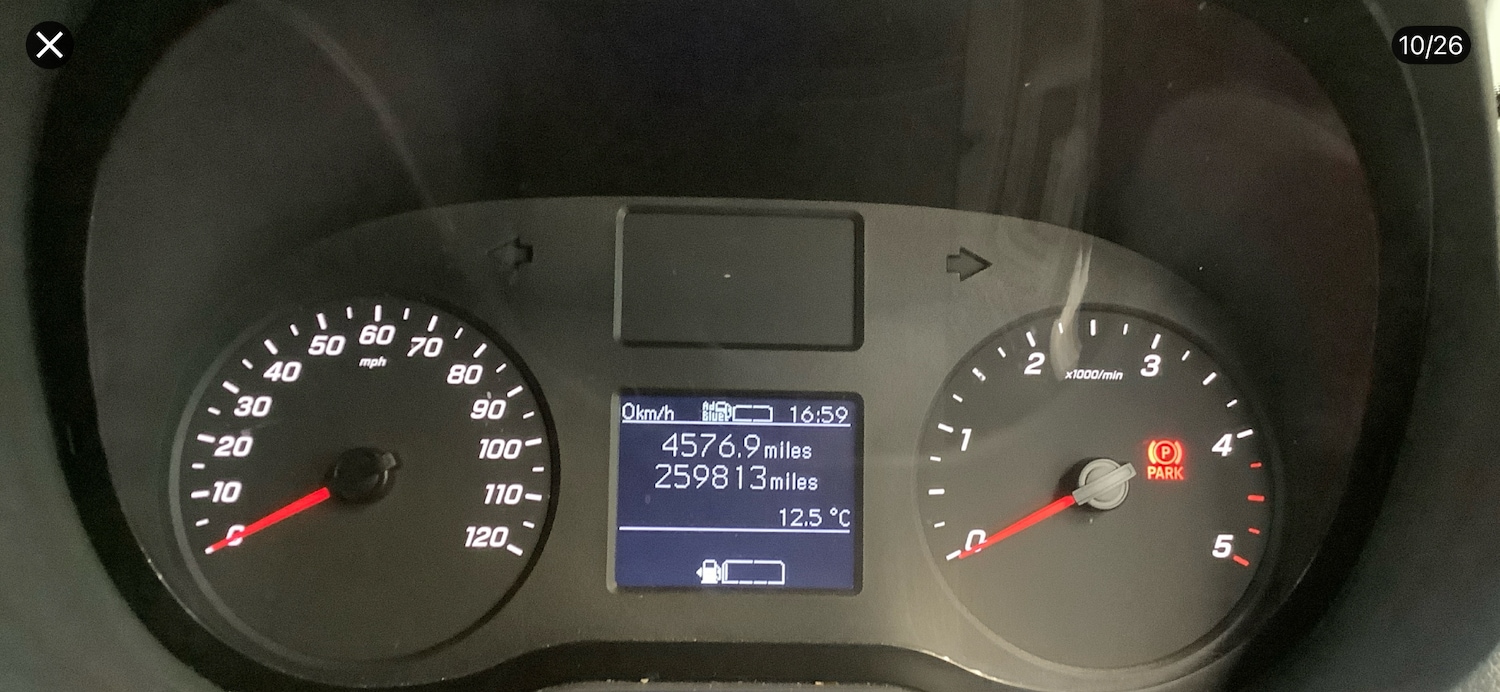 10/26
0km/h AdBlue 16:59
4576.9 miles
259813 miles
12.5 °C
0 10 20 30 40 50 60 70 80 90 100 110 120
mph
0 1 2 3 4 5
x1000/min
(P)
PARK